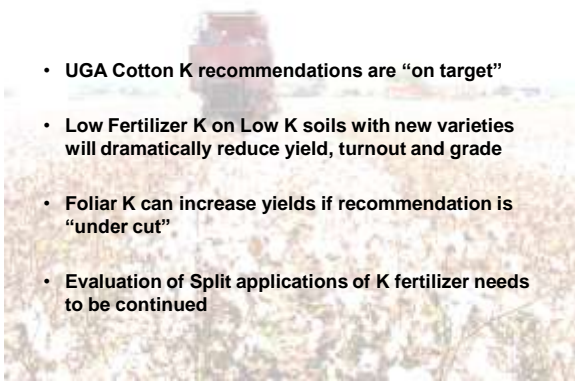 • UGA Cotton K recommendations are “on target”
• Low Fertilizer K on Low K soils with new varieties
will dramatically reduce yield, turnout and grade
• Foliar K can increase yields if recommendation is
“under cut”
• Evaluation of Split applications of K fertilizer needs
to be continued